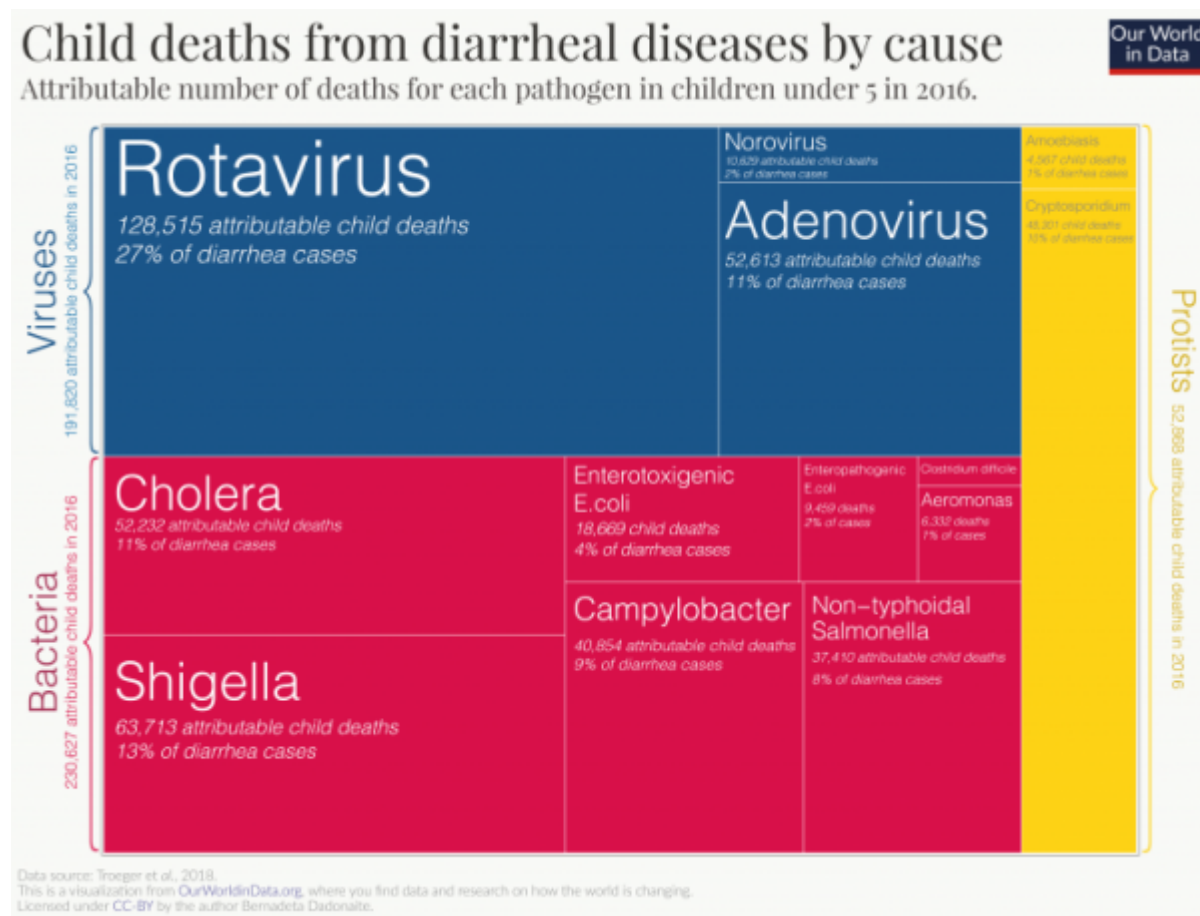 Child deaths from diarrheal diseases by cause
Our World
in Data
Attributable number of deaths for each pathogen in children under 5 in 2016.
Viruses
191,820 attributable child deaths in 2016
Rotavirus
128,515 attributable child deaths
27% of diarrhea cases
Norovirus
10,629 attributable child deaths
2% of diarrhea cases
Adenovirus
52,613 attributable child deaths
11% of diarrhea cases
Amoebiasis
4,567 child deaths
1% of diarrhea cases
Cryptosporidium
48,301 child deaths
10% of diarrhea cases
Protists
52,868 attributable child deaths in 2016
Bacteria
230,627 attributable child deaths in 2016
Cholera
52,232 attributable child deaths
11% of diarrhea cases
Shigella
63,713 attributable child deaths
13% of diarrhea cases
Enterotoxigenic
E.coli
18,669 child deaths
4% of diarrhea cases
Enteropathogenic
E.coli
9,459 deaths
2% of cases
Clostridium difficile
Aeromonas
6,332 deaths
1% of cases
Campylobacter
40,854 attributable child deaths
9% of diarrhea cases
Non-typhoidal
Salmonella
37,410 attributable child deaths
8% of diarrhea cases
Data source: Troeger et al., 2018.
This is a visualization from OurWorldinData.org, where you find data and research on how the world is changing.
Licensed under CC-BY by the author Bernadeta Dadonaite.